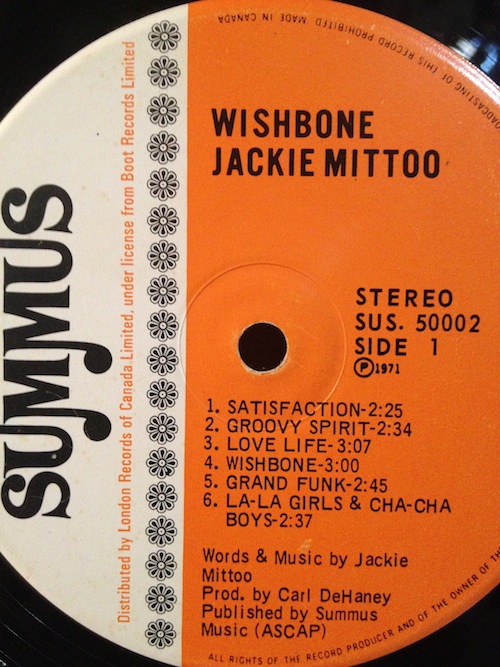 WISHBONE
JACKIE MITTOO
STEREO
SUS. 50002
SIDE 1
Ⓟ1971
1. SATISFACTION-2:25
2. GROOVY SPIRIT-2:34
3. LOVE LIFE-3:07
4. WISHBONE-3:00
5. GRAND FUNK-2:45
6. LA-LA GIRLS & CHA-CHA
BOYS-2:37
Words & Music by Jackie
Mittoo
Prod. by Carl DeHaney
Published by Summus
Music (ASCAP)
SUMMUS
Distributed by London Records of Canada Limited, under license from Boot Records Limited
ALL RIGHTS OF THE RECORD PRODUCER AND OF THE OWNER OF THE
BROADCASTING OF THIS RECORD PROHIBITED MADE IN CANADA